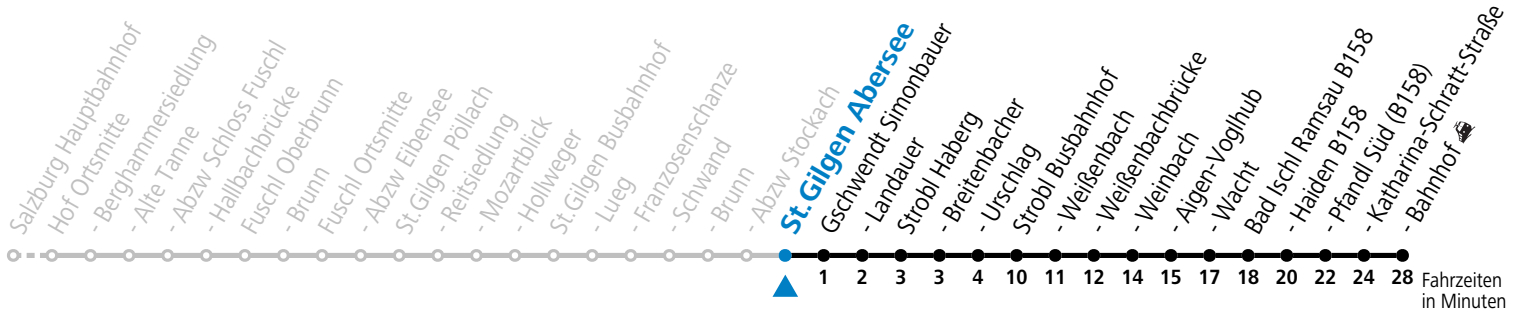 Salzburg Hauptbahnhof
Hof Ortsmitte
- Berghammersiedlung
- Alte Tanne
- Abzw Schloss Fuschl
- Hallbachbrücke
Fuschl Oberbrunn
- Brunn
Fuschl Ortsmitte
- Abzw Eibensee
St.Gilgen Pöllach
- Reitsiedlung
- Mozartblick
- Hollweger
St.Gilgen Busbahnhof
- Lueg
- Franzosenschanze
- Schwand
- Brunn
- Abzw Stockach
St.Gilgen Abersee
Gschwendt Simonbauer
- Landauer
Strobl Haberg
- Breitenbacher
- Urschlag
Strobl Busbahnhof
- Weißenbach
- Weißenbachbrücke
- Weinbach
- Aigen-Voglhub
- Wacht
Bad Ischl Ramsau B158
- Haiden B158
- Pfandl Süd (B158)
- Katharina-Schratt-Straße
- Bahnhof
1 2 3 3 4 10 11 12 14 15 17 18 20 22 24 28 Fahrzeiten
in Minuten